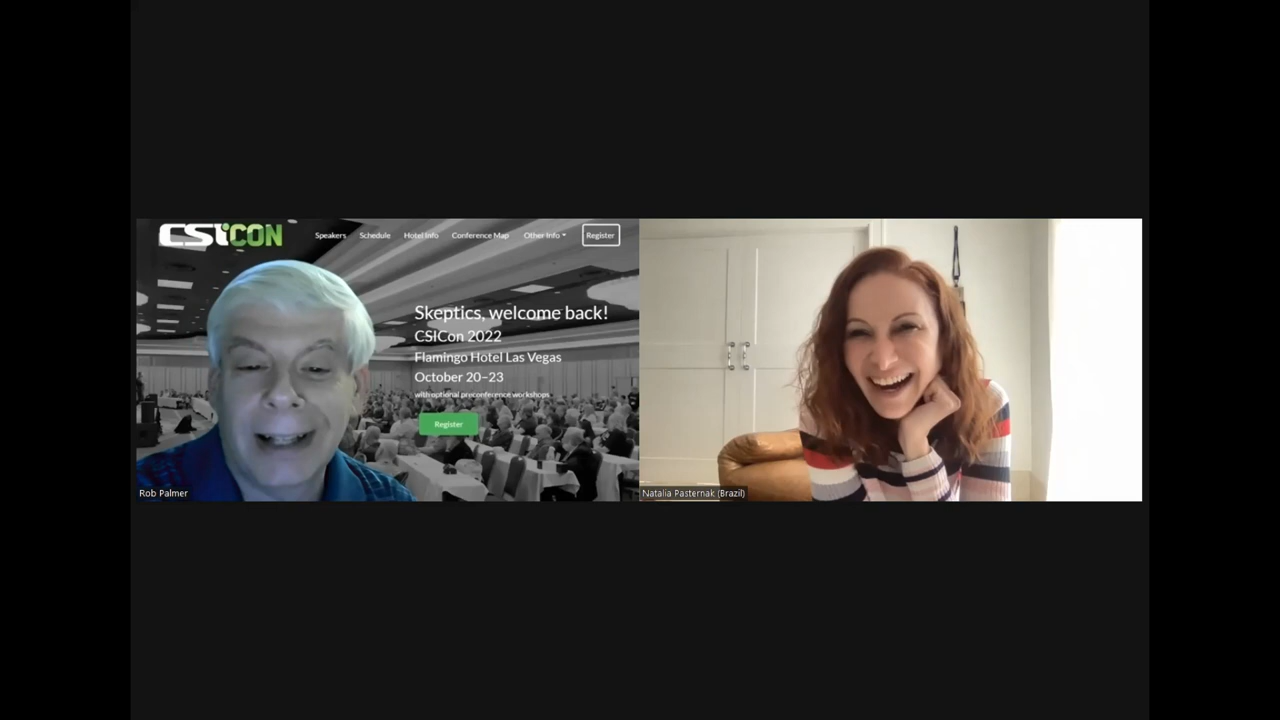 CSICON
Speakers Schedule Hotel Info Conference Map Other Info Register
Skeptics, welcome back!
CSICon 2022
Flamingo Hotel Las Vegas
October 20–23
with optional preconference workshops
Register
Rob Palmer
Natalia Pasternak (Brazil)